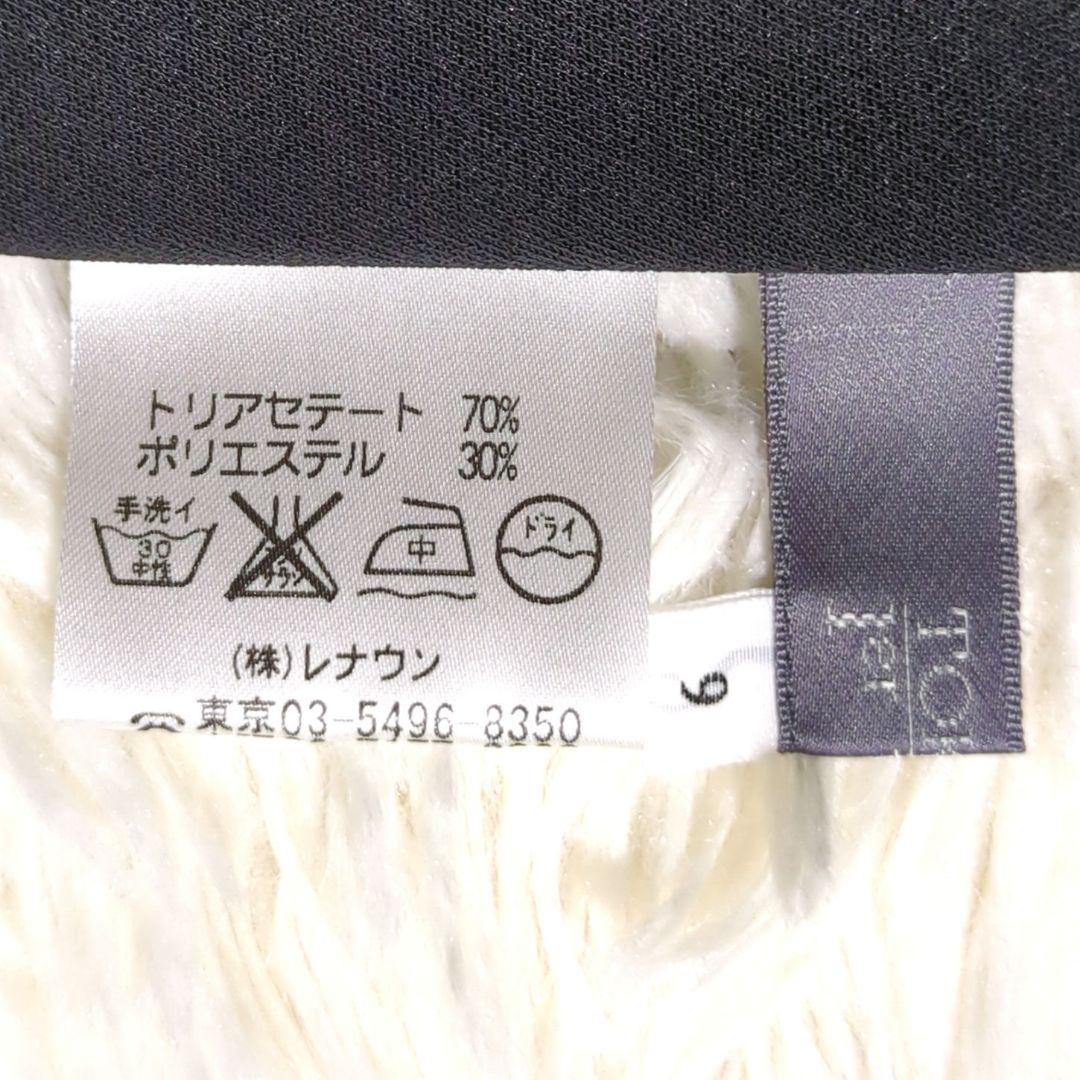 トリアセテート 70%
ポリエステル 30%
手洗イ
30
中性
エンソ
サラシ
中
ドライ
(株)レナウン
☎東京03-5496-8350
9